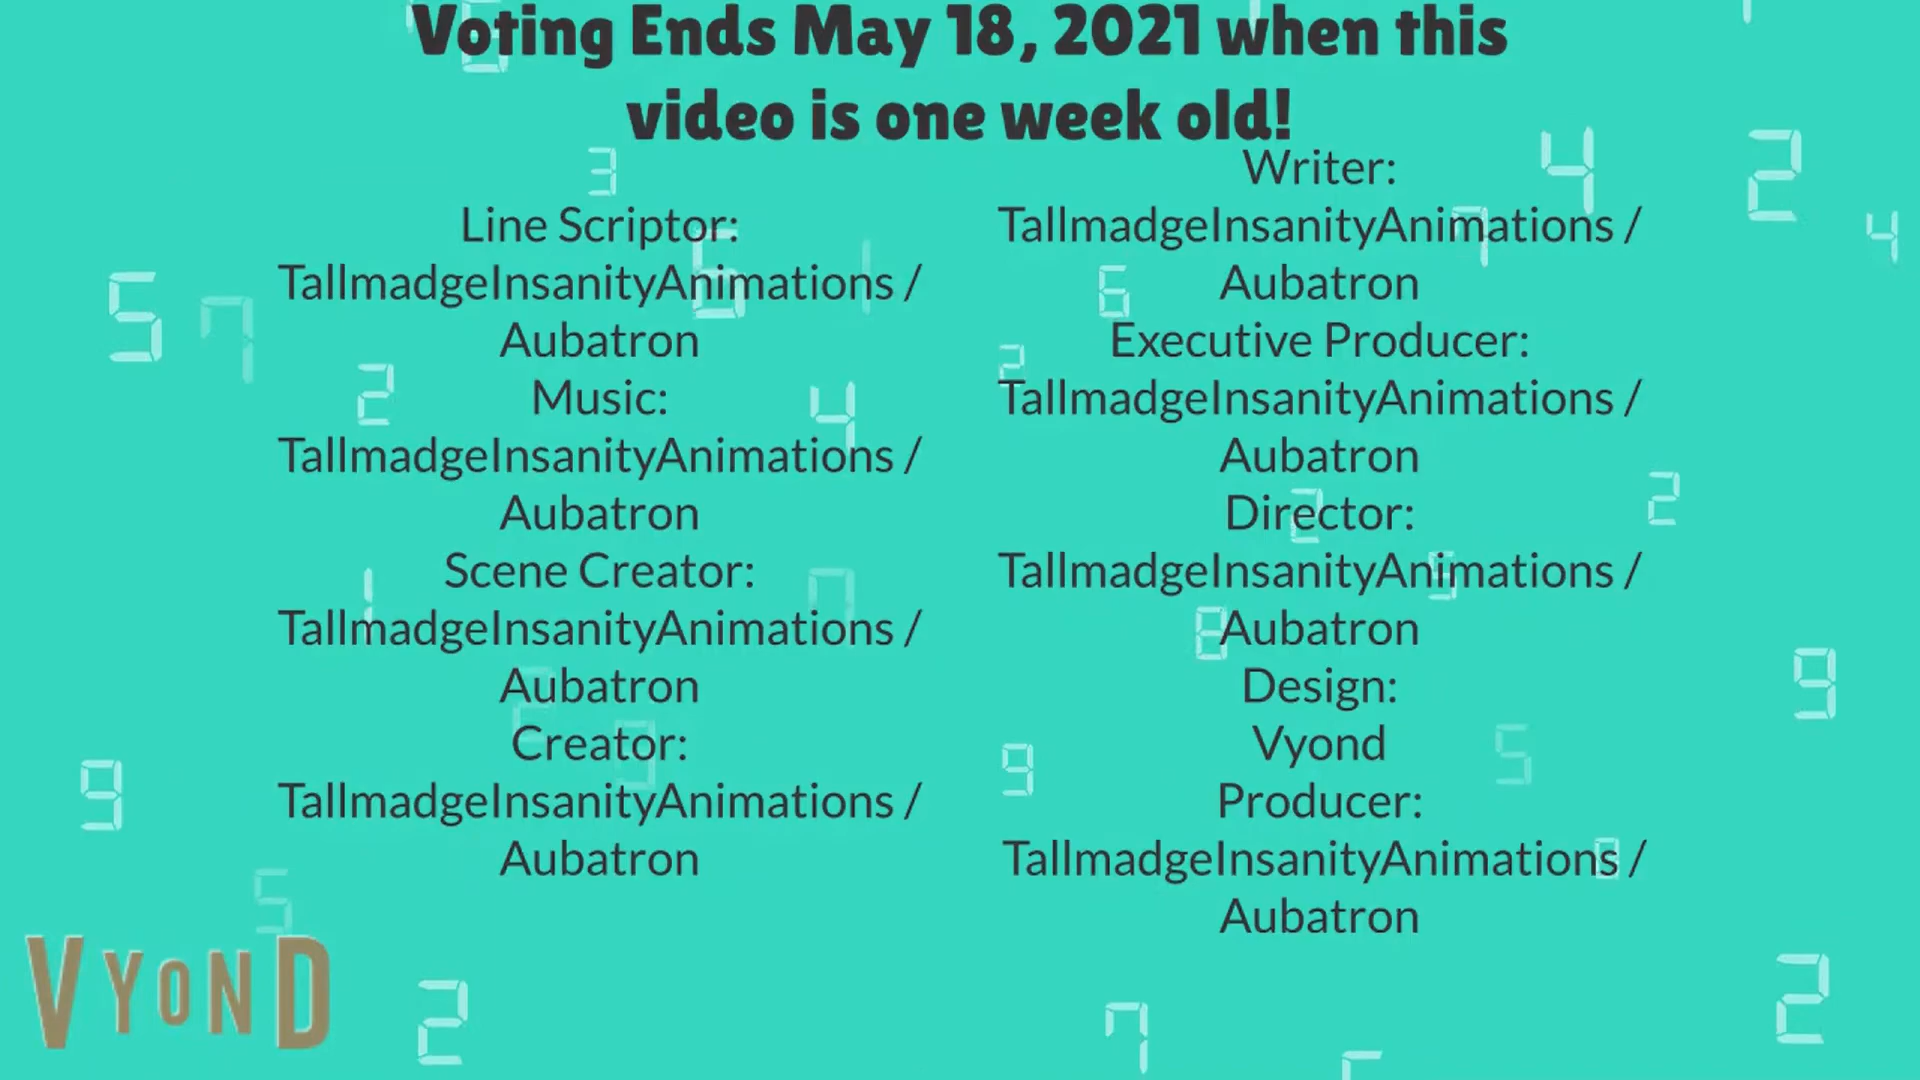 Voting Ends May 18, 2021 when this
video is one week old!
Line Scriptor:
TallmadgeInsanityAnimations /
Aubatron
Music:
TallmadgeInsanityAnimations /
Aubatron
Scene Creator:
TallmadgeInsanityAnimations /
Aubatron
Creator:
TallmadgeInsanityAnimations /
Aubatron
Writer:
TallmadgeInsanityAnimations /
Aubatron
Executive Producer:
TallmadgeInsanityAnimations /
Aubatron
Director:
TallmadgeInsanityAnimations /
Aubatron
Design:
Vyond
Producer:
TallmadgeInsanityAnimations /
Aubatron
VYOND